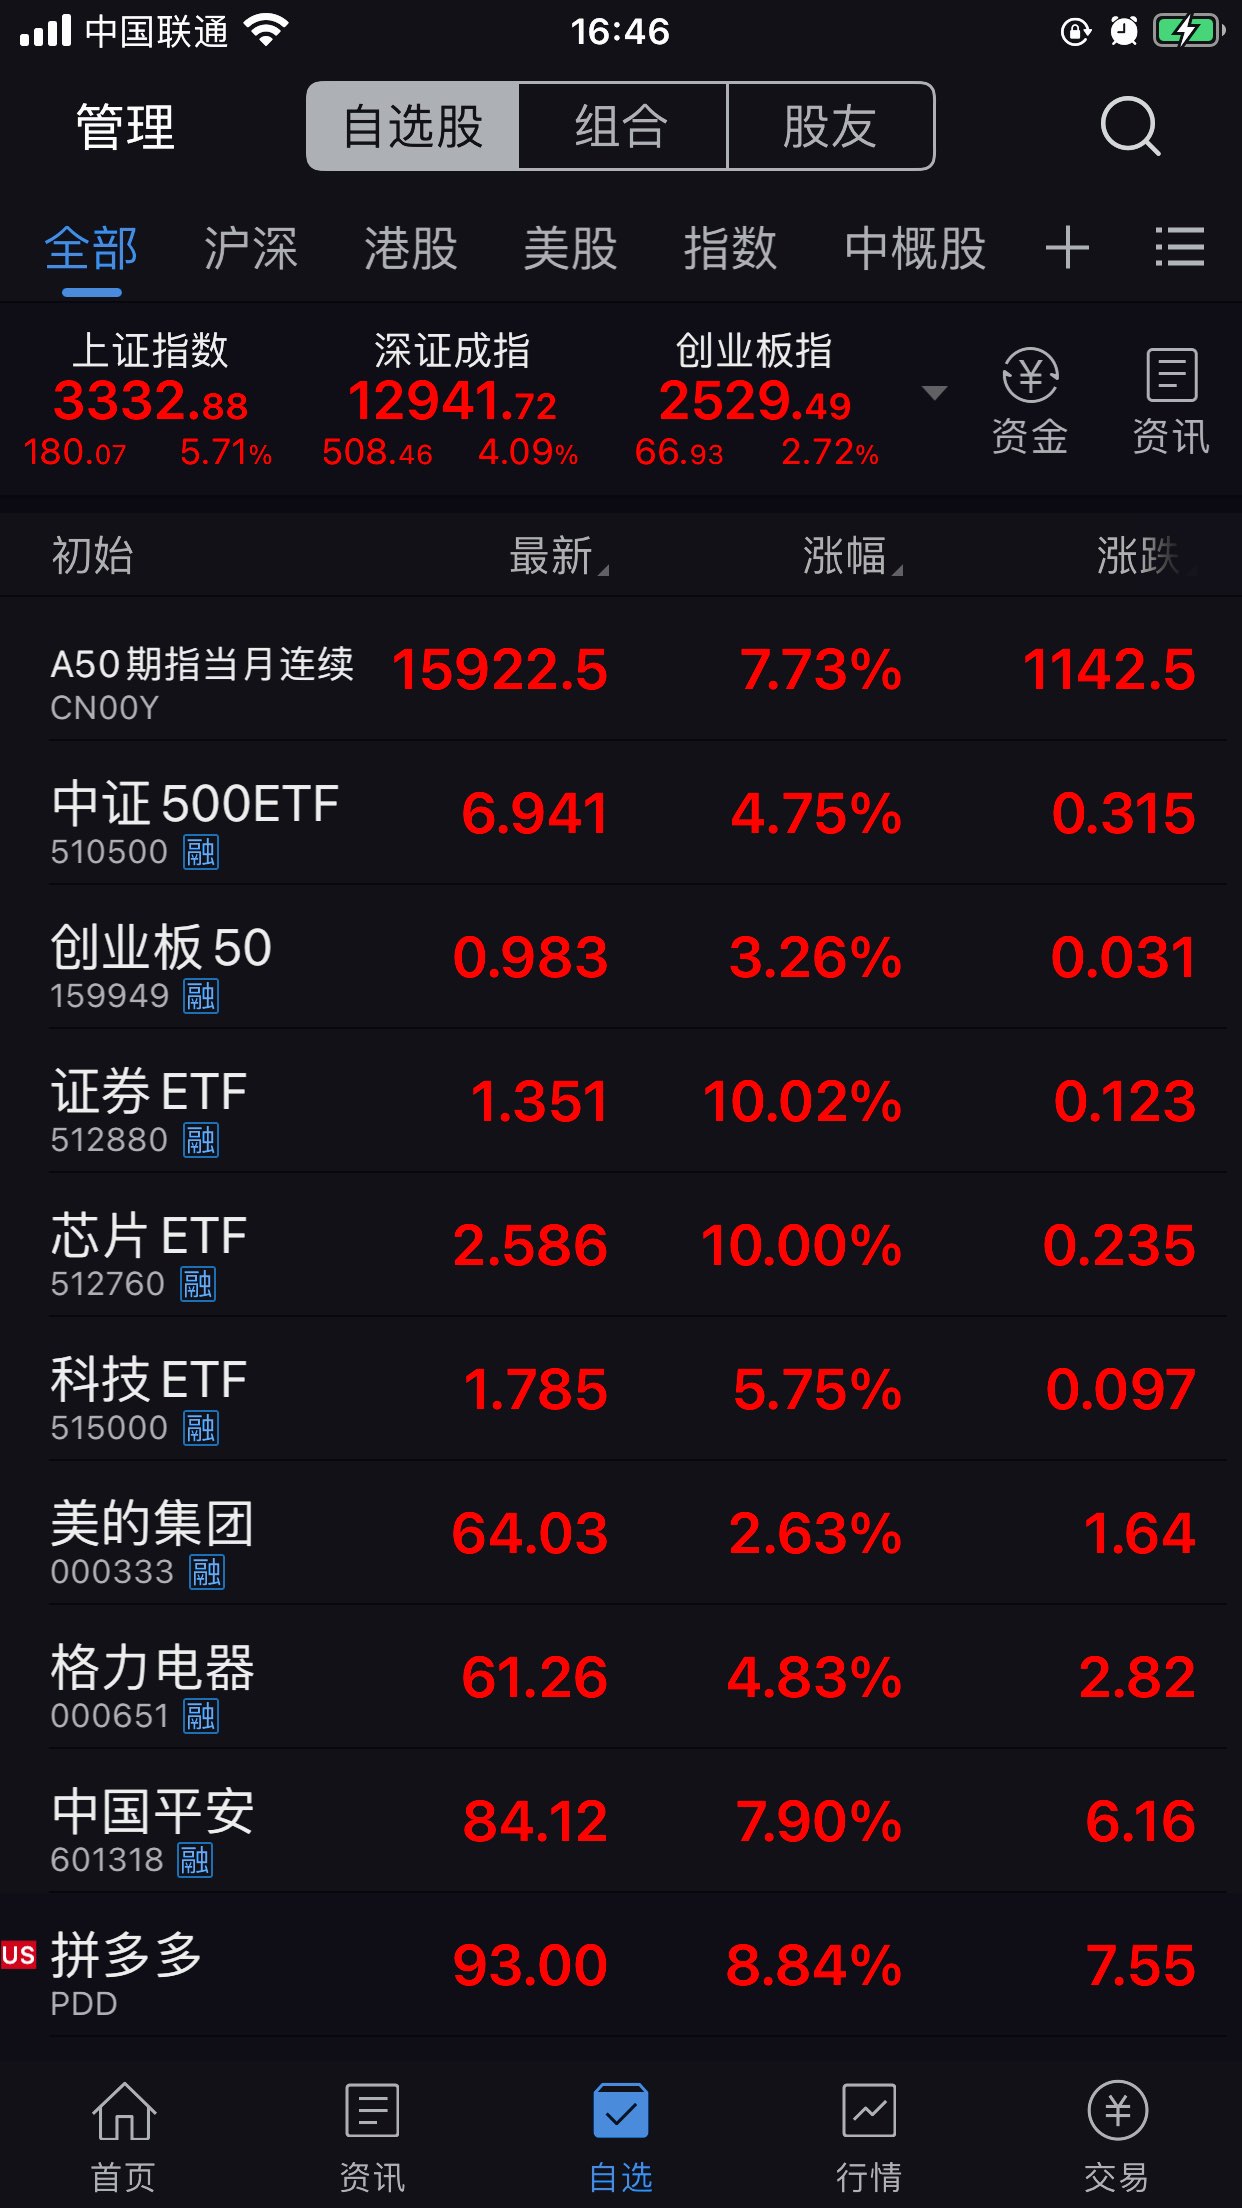 中国联通 16:46
管理 自选股 组合 股友
全部 沪深 港股 美股 指数 中概股
上证指数 深证成指 创业板指
3332.88 12941.72 2529.49
180.07 5.71% 508.46 4.09% 66.93 2.72%
资金 资讯
初始 最新 涨幅 涨跌
A50期指当月连续 15922.5 7.73% 1142.5
CN00Y
中证500ETF 6.941 4.75% 0.315
510500 融
创业板50 0.983 3.26% 0.031
159949 融
证券ETF 1.351 10.02% 0.123
512880 融
芯片ETF 2.586 10.00% 0.235
512760 融
科技ETF 1.785 5.75% 0.097
515000 融
美的集团 64.03 2.63% 1.64
000333 融
格力电器 61.26 4.83% 2.82
000651 融
中国平安 84.12 7.90% 6.16
601318 融
US 拼多多 93.00 8.84% 7.55
PDD
首页 资讯 自选 行情 交易